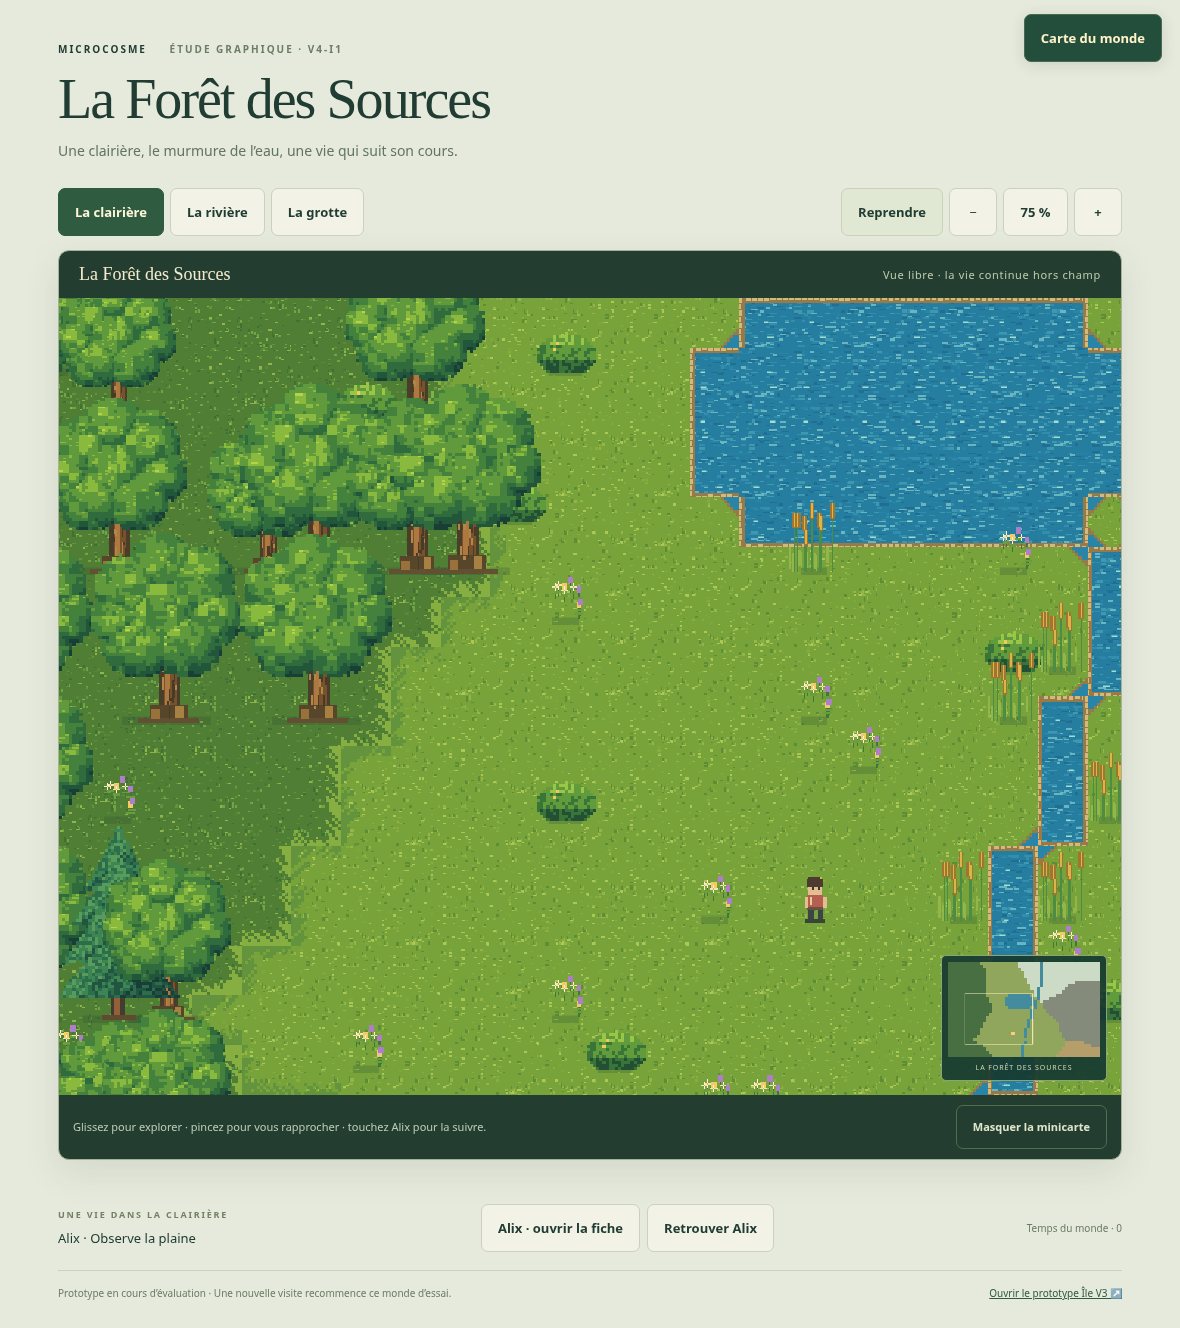 MICROCOSME ÉTUDE GRAPHIQUE · V4-I1
Carte du monde
La Forêt des Sources
Une clairière, le murmure de l’eau, une vie qui suit son cours.
La clairière La rivière La grotte Reprendre − 75 % +
La Forêt des Sources Vue libre · la vie continue hors champ
LA FORÊT DES SOURCES
Glissez pour explorer · pincez pour vous rapprocher · touchez Alix pour la suivre. Masquer la minicarte
UNE VIE DANS LA CLAIRIÈRE
Alix · Observe la plaine
Alix · ouvrir la fiche Retrouver Alix Temps du monde · 0
Prototype en cours d’évaluation · Une nouvelle visite recommence ce monde d’essai. Ouvrir le prototype Île V3 ↗